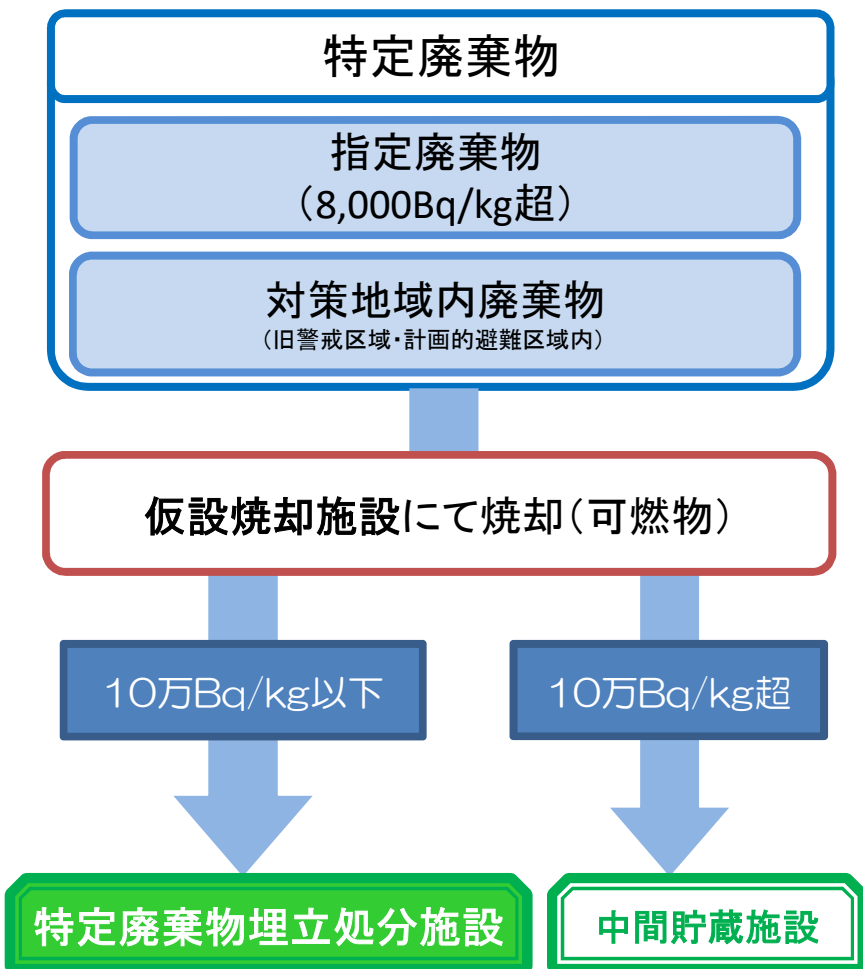 特定廃棄物
指定廃棄物
（8,000Bq/kg超）
対策地域内廃棄物
（旧警戒区域・計画的避難区域内）
仮設焼却施設にて焼却（可燃物）
10万Bq/kg以下
10万Bq/kg超
特定廃棄物埋立処分施設
中間貯蔵施設